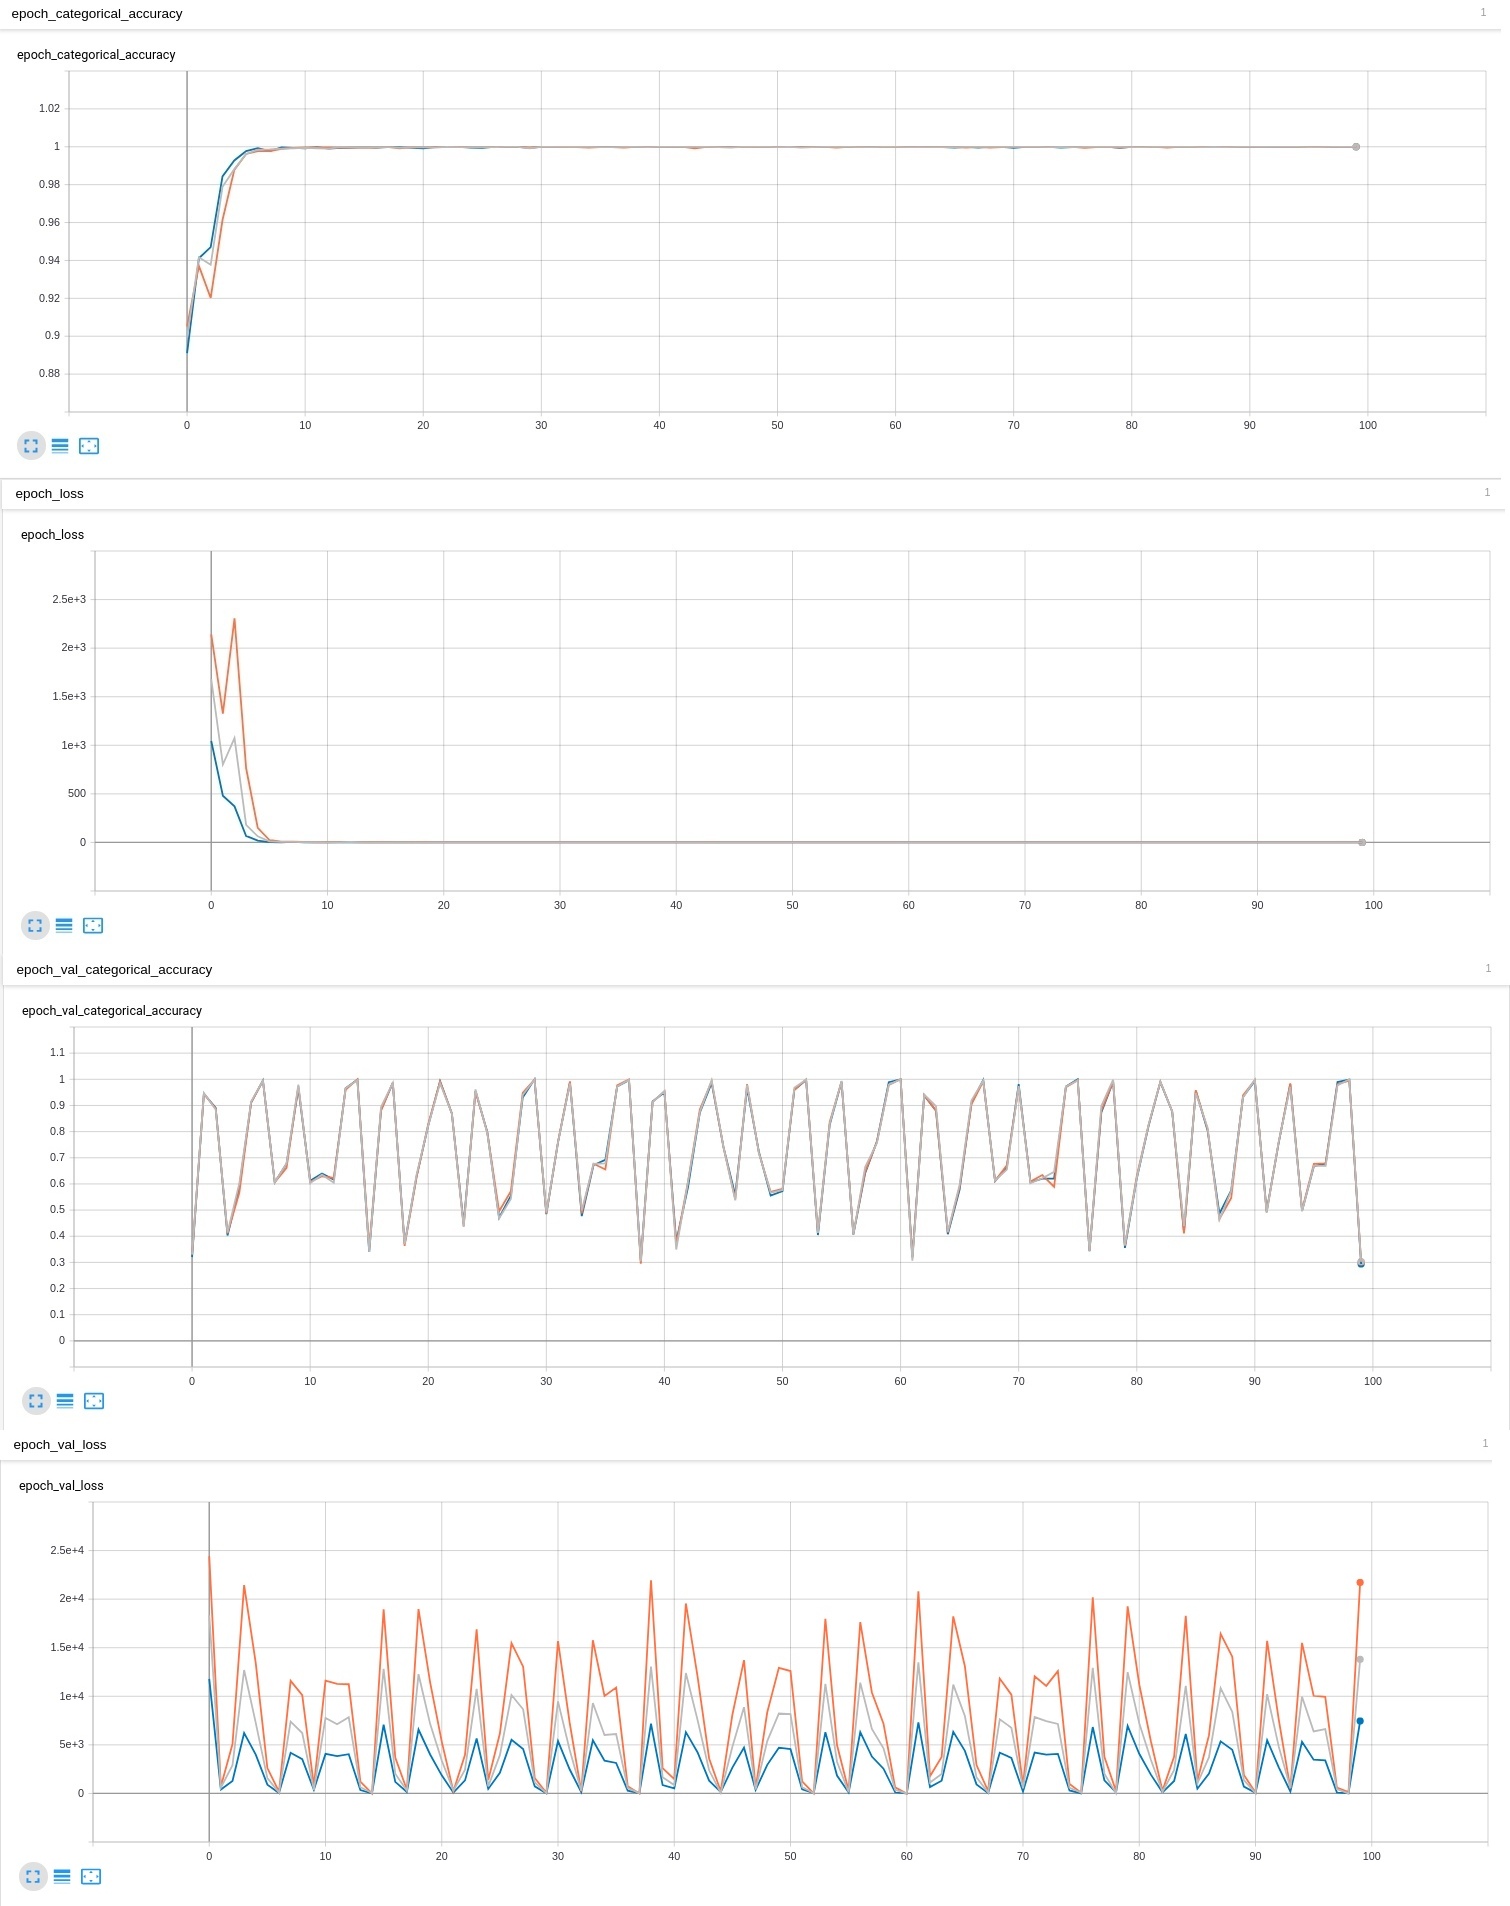 epoch_categorical_accuracy 1
epoch_categorical_accuracy
1.02
1
0.98
0.96
0.94
0.92
0.9
0.88
0 10 20 30 40 50 60 70 80 90 100
epoch_loss 1
epoch_loss
2.5e+3
2e+3
1.5e+3
1e+3
500
0
0 10 20 30 40 50 60 70 80 90 100
epoch_val_categorical_accuracy 1
epoch_val_categorical_accuracy
1.1
1
0.9
0.8
0.7
0.6
0.5
0.4
0.3
0.2
0.1
0
0 10 20 30 40 50 60 70 80 90 100
epoch_val_loss 1
epoch_val_loss
2.5e+4
2e+4
1.5e+4
1e+4
5e+3
0
0 10 20 30 40 50 60 70 80 90 100